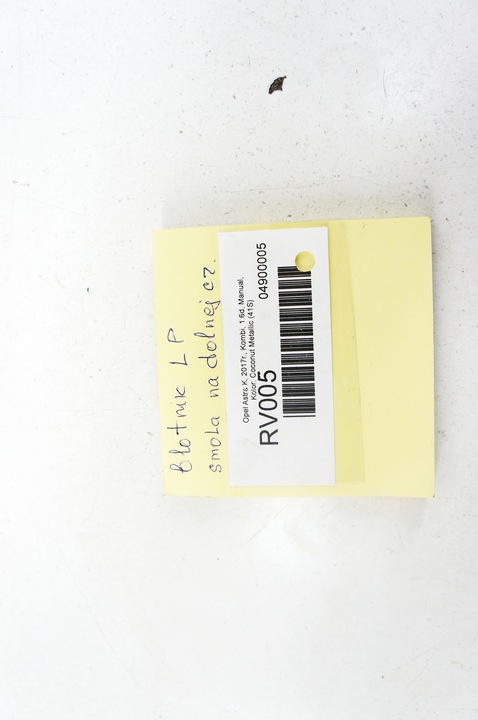 Błotnik LP
smoła na dolnej cz.
Opel Astra K, 2017r., Kombi, 1.6d, Manual,
Kolor: Coconut Metallic (41S)
RV005
04900005